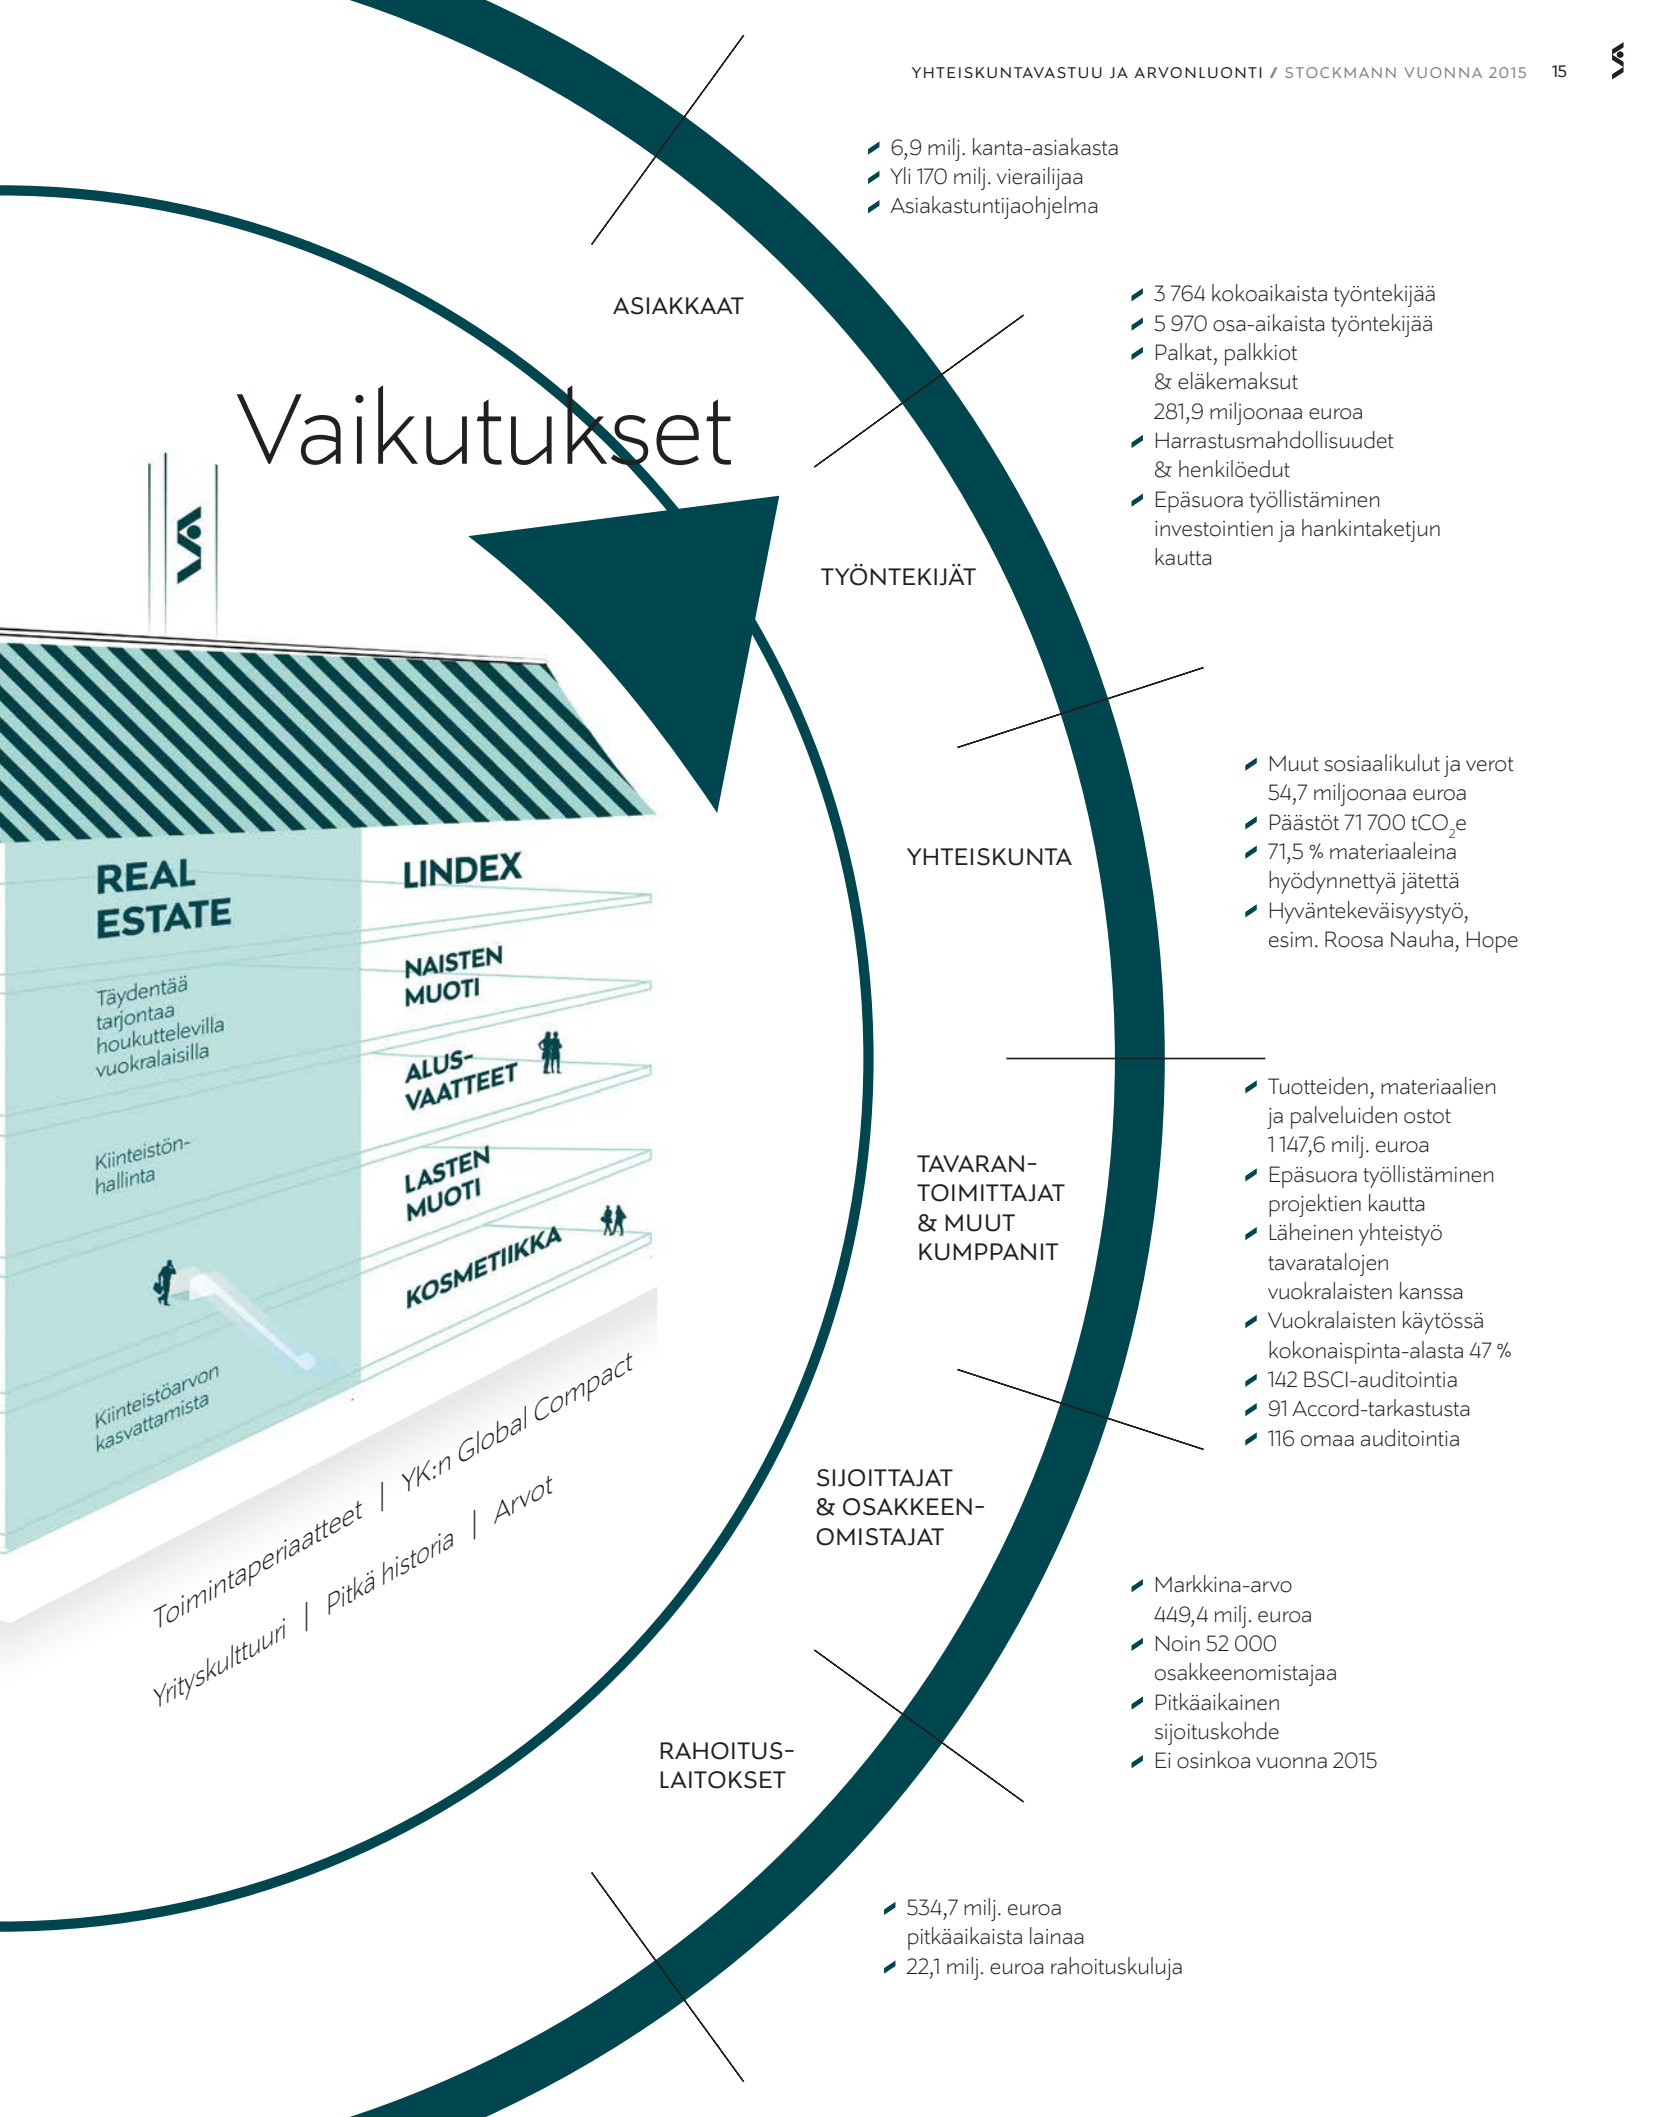 YHTEISKUNTAVASTUU JA ARVONLUONTI / STOCKMANN VUONNA 2015 15
6,9 milj. kanta-asiakasta
Yli 170 milj. vierailijaa
Asiakastuntijaohjelma
ASIAKKAAT
3 764 kokoaikaista työntekijää
5 970 osa-aikaista työntekijää
Palkat, palkkiot
& eläkemaksut
281,9 miljoonaa euroa
Harrastusmahdollisuudet
& henkilöedut
Epäsuora työllistäminen
investointien ja hankintaketjun
kautta
Vaikutukset
TYÖNTEKIJÄT
Muut sosiaalikulut ja verot
54,7 miljoonaa euroa
Päästöt 71 700 tCO2e
71,5 % materiaaleina
hyödynnettyä jätettä
Hyväntekeväisyystyö,
esim. Roosa Nauha, Hope
YHTEISKUNTA
REAL
ESTATE
Täydentää
tarjontaa
houkuttelevilla
vuokralaisilla
Kiinteistön-
hallinta
Kiinteistöarvon
kasvattamista
LINDEX
NAISTEN
MUOTI
ALUS-
VAATTEET
LASTEN
MUOTI
KOSMETIIKKA
Tuotteiden, materiaalien
ja palveluiden ostot
1 147,6 milj. euroa
Epäsuora työllistäminen
projektien kautta
Läheinen yhteistyö
tavaratalojen
vuokralaisten kanssa
Vuokralaisten käytössä
kokonaispinta-alasta 47 %
142 BSCI-auditointia
91 Accord-tarkastusta
116 omaa auditointia
TAVARAN-
TOIMITTAJAT
& MUUT
KUMPPANIT
Toimintaperiaatteet | YK:n Global Compact
Yrityskulttuuri | Pitkä historia | Arvot
SIJOITTAJAT
& OSAKKEEN-
OMISTAJAT
Markkina-arvo
449,4 milj. euroa
Noin 52 000
osakkeenomistajaa
Pitkäaikainen
sijoituskohde
Ei osinkoa vuonna 2015
RAHOITUS-
LAITOKSET
534,7 milj. euroa
pitkäaikaista lainaa
22,1 milj. euroa rahoituskuluja